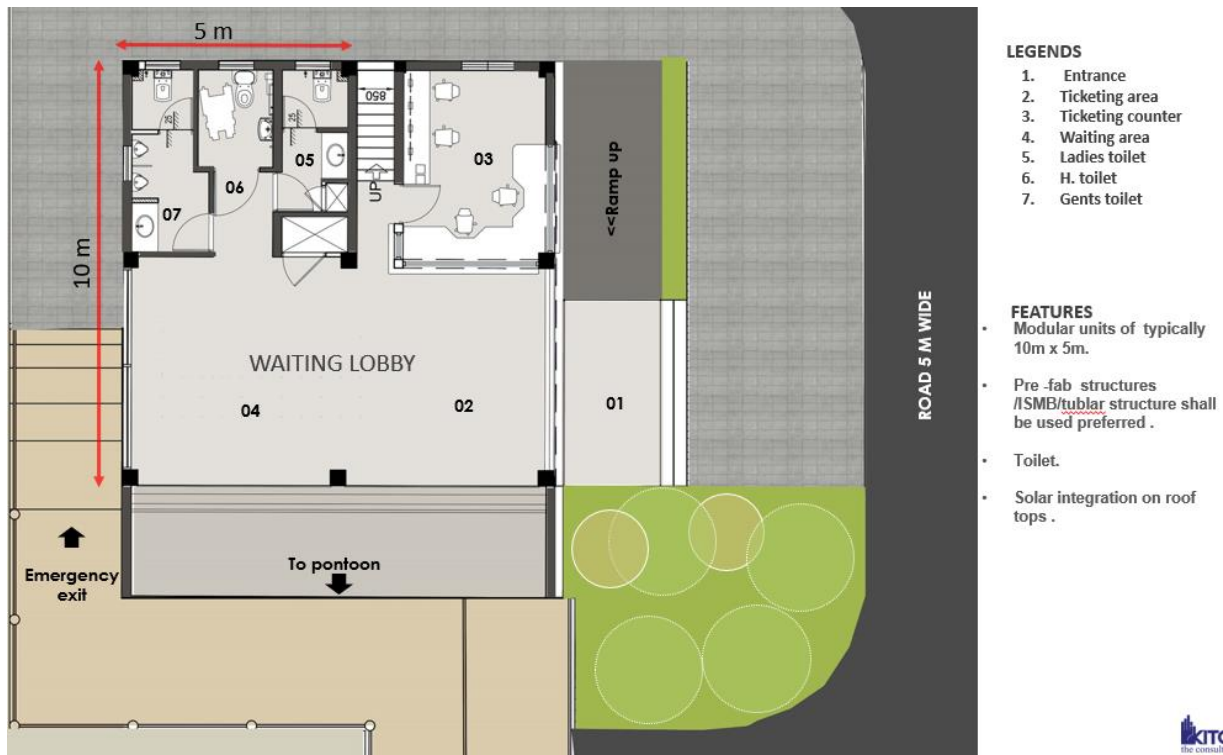 5 m
10 m
25
25
850
UP
03
05
06
07
<<Ramp up
WAITING LOBBY
04
02
01
ROAD 5 M WIDE
Emergency
exit
To pontoon
LEGENDS
1. Entrance
2. Ticketing area
3. Ticketing counter
4. Waiting area
5. Ladies toilet
6. H. toilet
7. Gents toilet
FEATURES
• Modular units of typically
10m x 5m.
• Pre -fab structures
/ISMB/tublar structure shall
be used preferred .
• Toilet.
• Solar integration on roof
tops .
KITCO
the consult